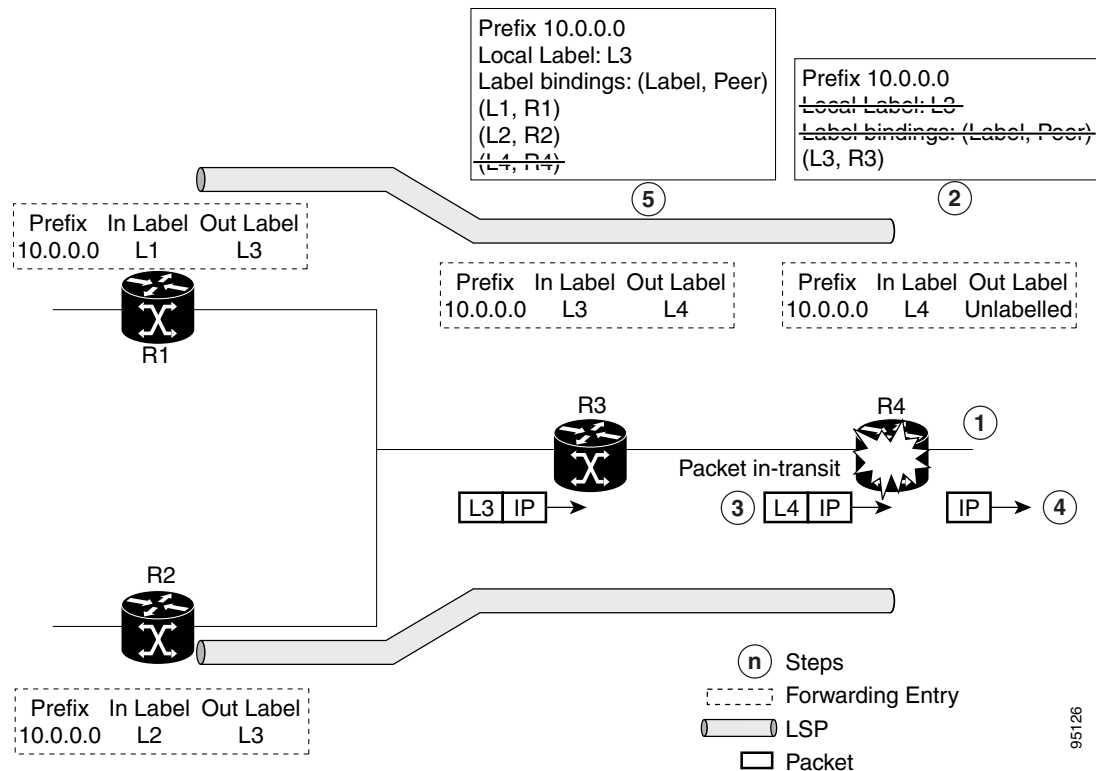 Prefix 10.0.0.0
Local Label: L3
Label bindings: (Label, Peer)
(L1, R1)
(L2, R2)
(L4, R4)
5
Prefix 10.0.0.0
Local Label: L3
Label bindings: (Label, Peer)
(L3, R3)
2
Prefix In Label Out Label
10.0.0.0 L1 L3
R1
Prefix In Label Out Label
10.0.0.0 L3 L4
Prefix In Label Out Label
10.0.0.0 L4 Unlabelled
R3
R4
1
Packet in-transit
L3 IP
3
L4 IP
IP
4
R2
Prefix In Label Out Label
10.0.0.0 L2 L3
n Steps
Forwarding Entry
LSP
Packet
95126